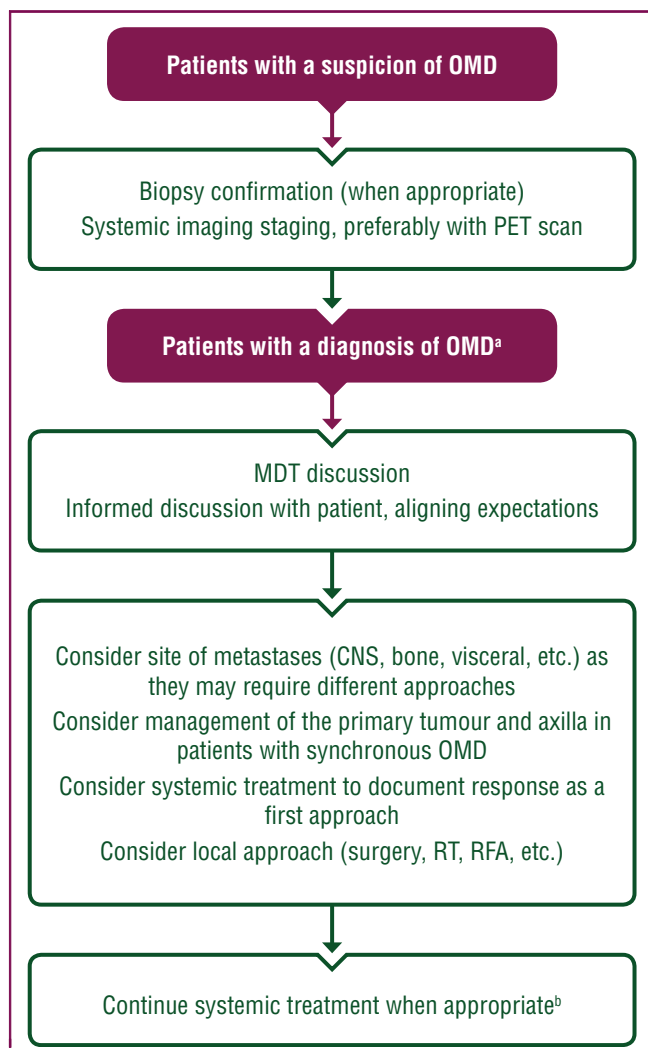 Patients with a suspicion of OMD
Biopsy confirmation (when appropriate)
Systemic imaging staging, preferably with PET scan
Patients with a diagnosis of OMDᵃ
MDT discussion
Informed discussion with patient, aligning expectations
Consider site of metastases (CNS, bone, visceral, etc.) as
they may require different approaches
Consider management of the primary tumour and axilla in
patients with synchronous OMD
Consider systemic treatment to document response as a
first approach
Consider local approach (surgery, RT, RFA, etc.)
Continue systemic treatment when appropriateᵇ